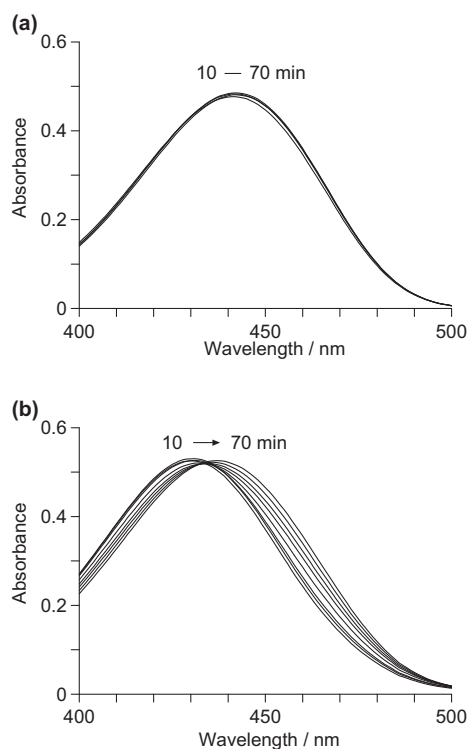 (a)
0.6
10 — 70 min
0.4
Absorbance
0.2
0
400
450
500
Wavelength / nm
(b)
0.6
10 → 70 min
0.4
Absorbance
0.2
0
400
450
500
Wavelength / nm